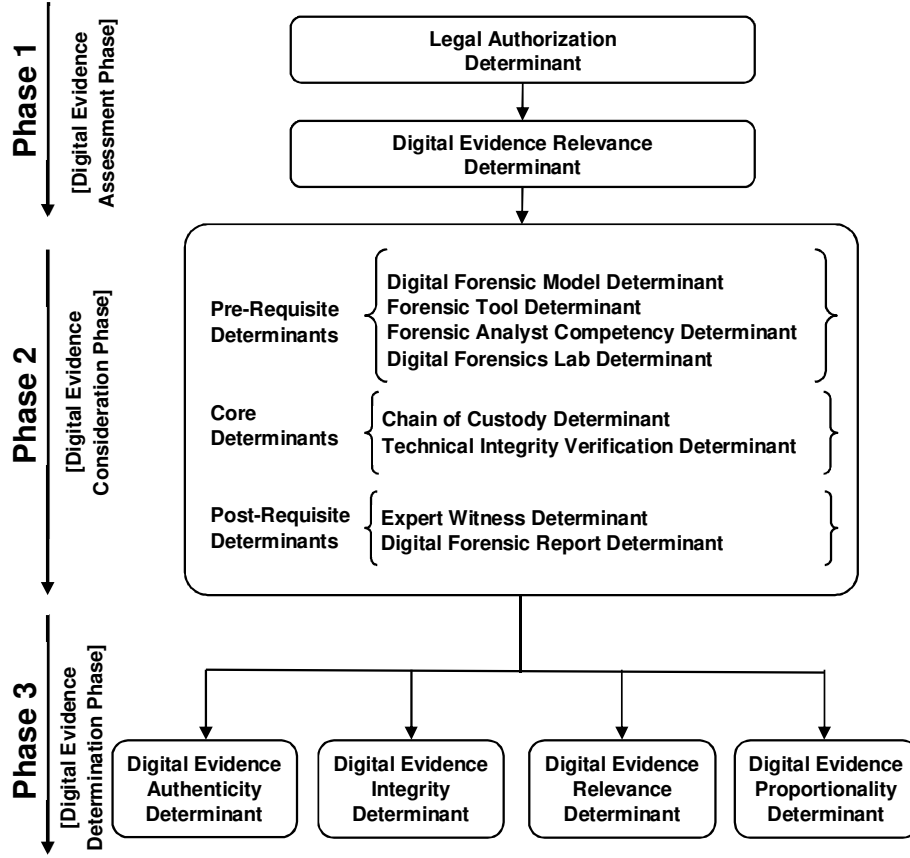 Phase 1
[Digital Evidence
Assessment Phase]
Legal Authorization
Determinant
Digital Evidence Relevance
Determinant
Phase 2
[Digital Evidence
Consideration Phase]
Pre-Requisite
Determinants
Digital Forensic Model Determinant
Forensic Tool Determinant
Forensic Analyst Competency Determinant
Digital Forensics Lab Determinant
Core
Determinants
Chain of Custody Determinant
Technical Integrity Verification Determinant
Post-Requisite
Determinants
Expert Witness Determinant
Digital Forensic Report Determinant
Phase 3
[Digital Evidence
Determination Phase]
Digital Evidence
Authenticity
Determinant
Digital Evidence
Integrity
Determinant
Digital Evidence
Relevance
Determinant
Digital Evidence
Proportionality
Determinant